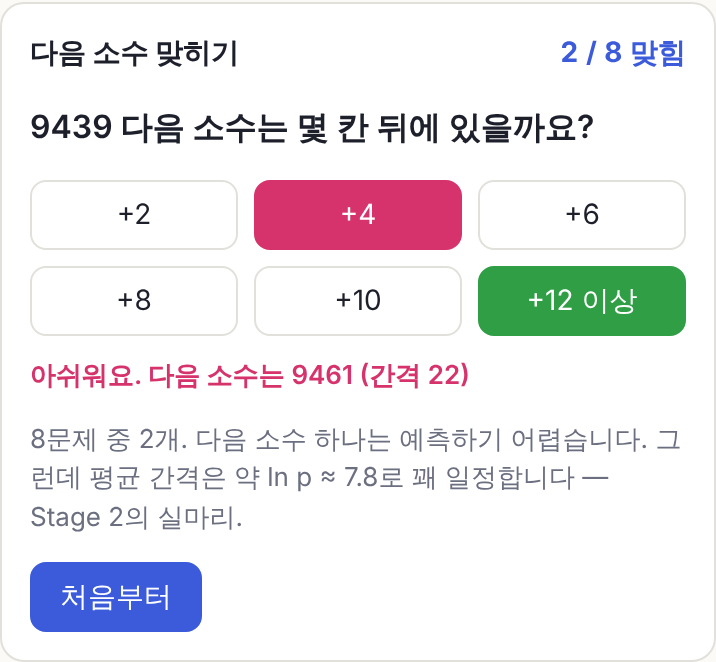 다음 소수 맞히기
2 / 8 맞힘
9439 다음 소수는 몇 칸 뒤에 있을까요?
+2
+4
+6
+8
+10
+12 이상
아쉬워요. 다음 소수는 9461 (간격 22)
8문제 중 2개. 다음 소수 하나는 예측하기 어렵습니다. 그
런데 평균 간격은 약 ln p ≈ 7.8로 꽤 일정합니다 —
Stage 2의 실마리.
처음부터